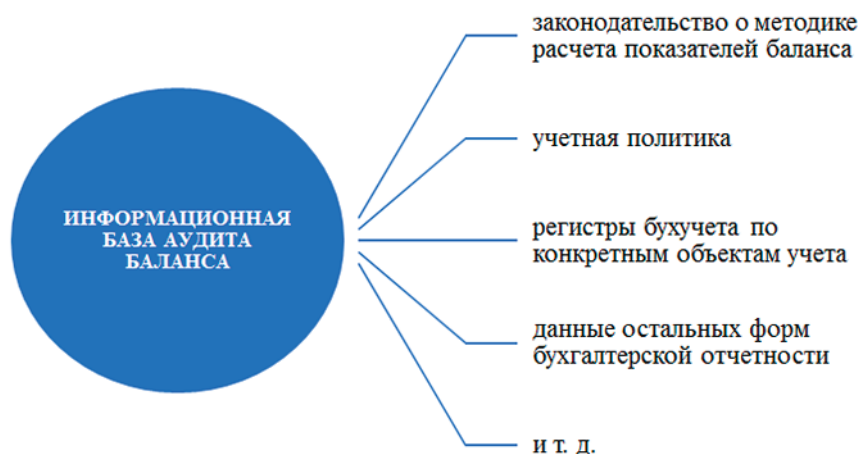 законодательство о методике
расчета показателей баланса
учетная политика
ИНФОРМАЦИОННАЯ
БАЗА АУДИТА
БАЛАНСА
регистры бухучета по
конкретным объектам учета
данные остальных форм
бухгалтерской отчетности
и т. д.